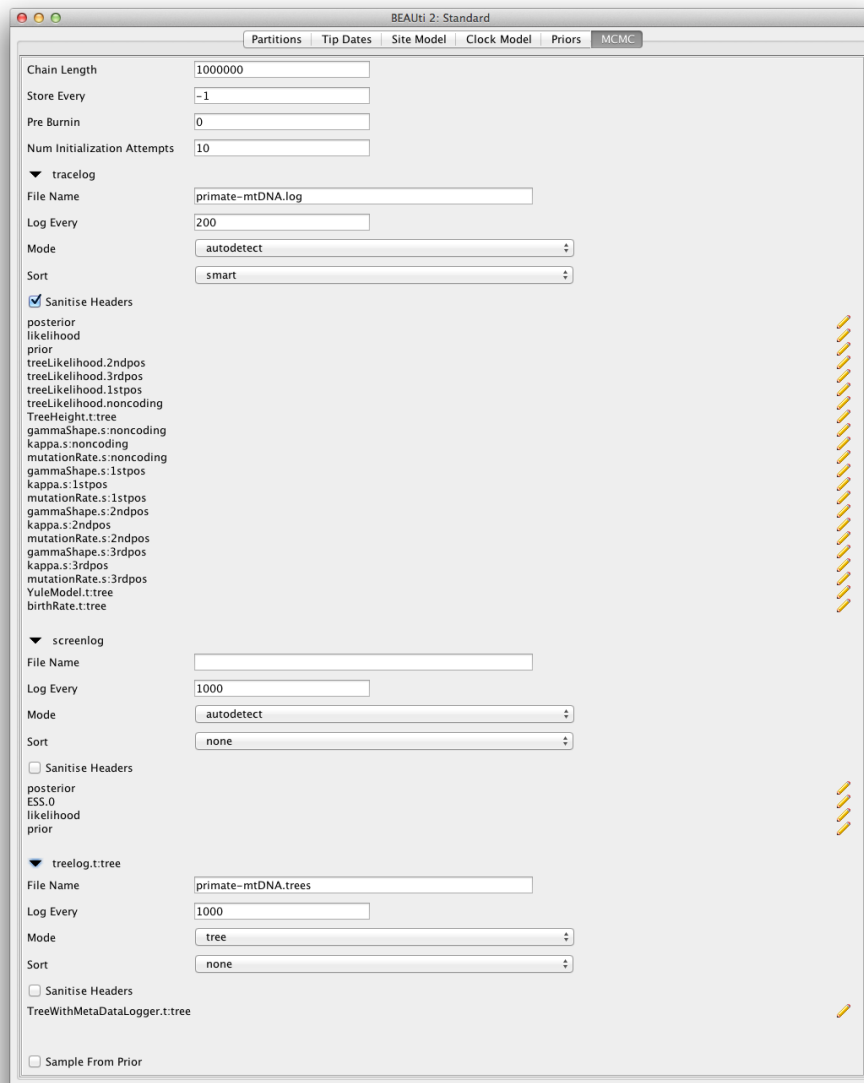 BEAUti 2: Standard
Partitions Tip Dates Site Model Clock Model Priors MCMC
Chain Length 1000000
Store Every -1
Pre Burnin 0
Num Initialization Attempts 10
tracelog
File Name primate-mtDNA.log
Log Every 200
Mode autodetect
Sort smart
Sanitise Headers
posterior
likelihood
prior
treeLikelihood.2ndpos
treeLikelihood.3rdpos
treeLikelihood.1stpos
treeLikelihood.noncoding
TreeHeight.t:tree
gammaShape.s:noncoding
kappa.s:noncoding
mutationRate.s:noncoding
gammaShape.s:1stpos
kappa.s:1stpos
mutationRate.s:1stpos
gammaShape.s:2ndpos
kappa.s:2ndpos
mutationRate.s:2ndpos
gammaShape.s:3rdpos
kappa.s:3rdpos
mutationRate.s:3rdpos
YuleModel.t:tree
birthRate.t:tree
screenlog
File Name
Log Every 1000
Mode autodetect
Sort none
Sanitise Headers
posterior
ESS.0
likelihood
prior
treelog.t:tree
File Name primate-mtDNA.trees
Log Every 1000
Mode tree
Sort none
Sanitise Headers
TreeWithMetaDataLogger.t:tree
Sample From Prior